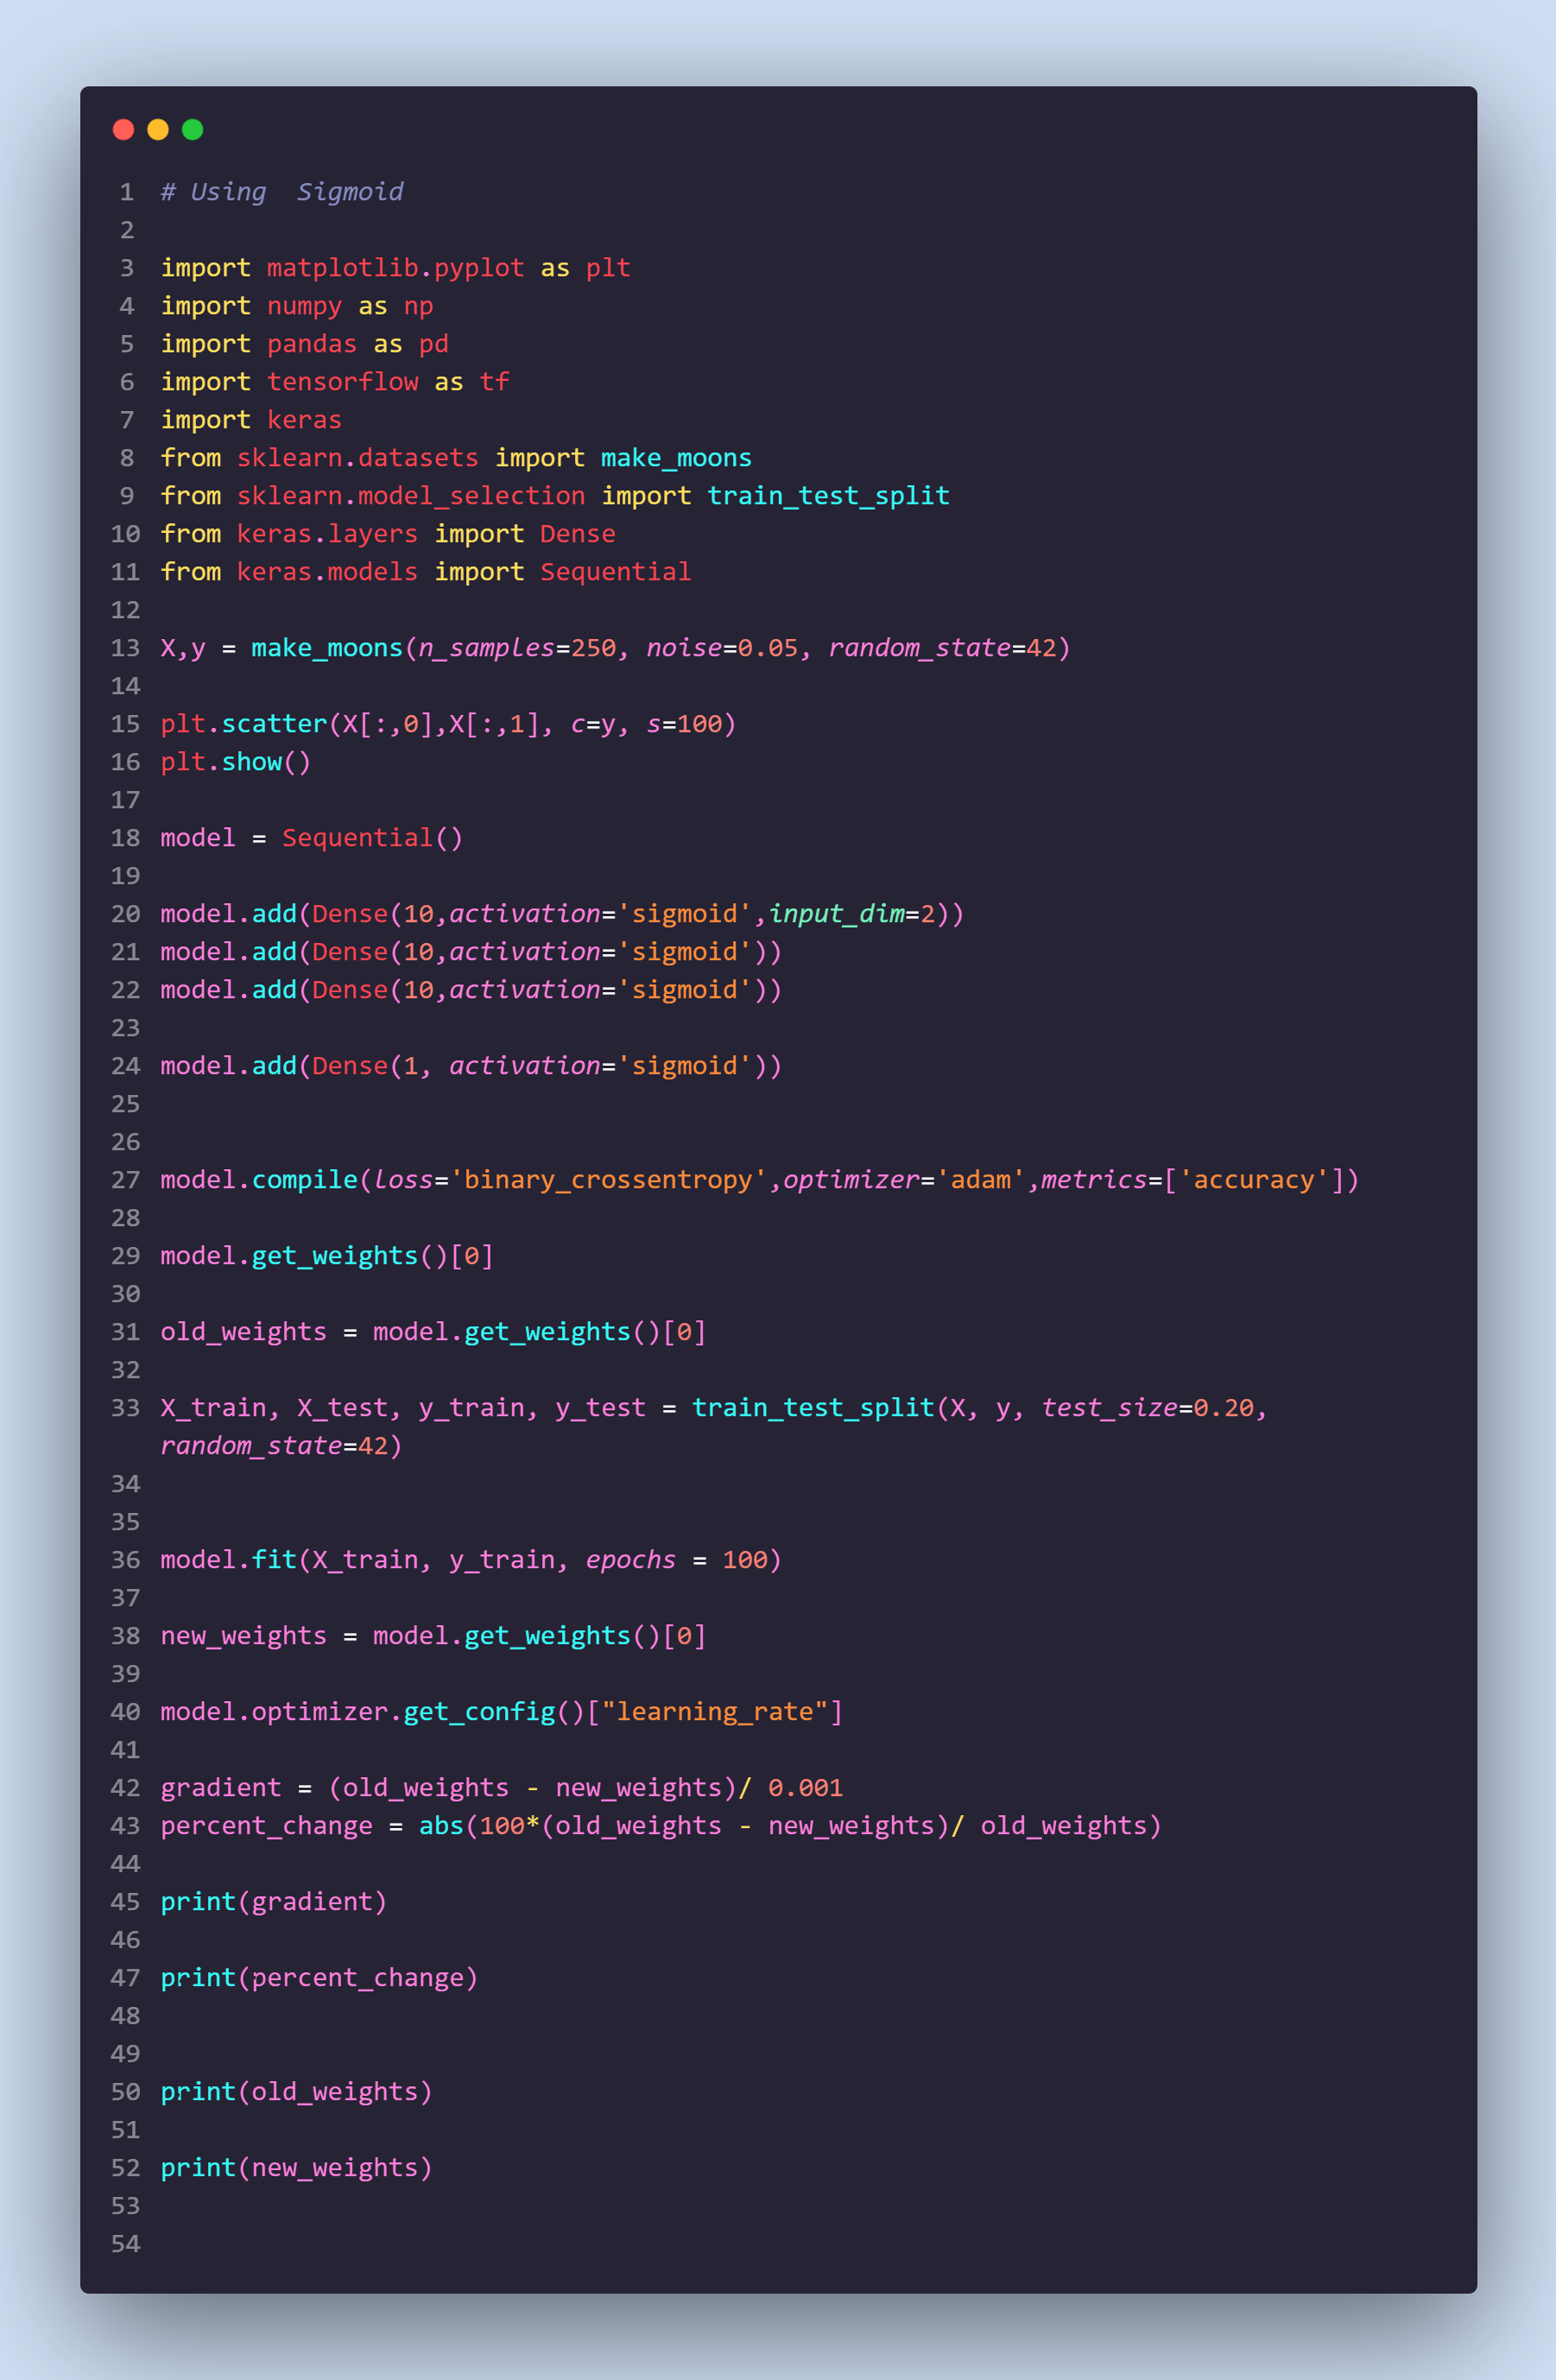 1 # Using  Sigmoid
2
3 import matplotlib.pyplot as plt
4 import numpy as np
5 import pandas as pd
6 import tensorflow as tf
7 import keras
8 from sklearn.datasets import make_moons
9 from sklearn.model_selection import train_test_split
10 from keras.layers import Dense
11 from keras.models import Sequential
12
13 X,y = make_moons(n_samples=250, noise=0.05, random_state=42)
14
15 plt.scatter(X[:,0],X[:,1], c=y, s=100)
16 plt.show()
17
18 model = Sequential()
19
20 model.add(Dense(10,activation='sigmoid',input_dim=2))
21 model.add(Dense(10,activation='sigmoid'))
22 model.add(Dense(10,activation='sigmoid'))
23
24 model.add(Dense(1, activation='sigmoid'))
25
26
27 model.compile(loss='binary_crossentropy',optimizer='adam',metrics=['accuracy'])
28
29 model.get_weights()[0]
30
31 old_weights = model.get_weights()[0]
32
33 X_train, X_test, y_train, y_test = train_test_split(X, y, test_size=0.20,
random_state=42)
34
35
36 model.fit(X_train, y_train, epochs = 100)
37
38 new_weights = model.get_weights()[0]
39
40 model.optimizer.get_config()["learning_rate"]
41
42 gradient = (old_weights - new_weights)/ 0.001
43 percent_change = abs(100*(old_weights - new_weights)/ old_weights)
44
45 print(gradient)
46
47 print(percent_change)
48
49
50 print(old_weights)
51
52 print(new_weights)
53
54